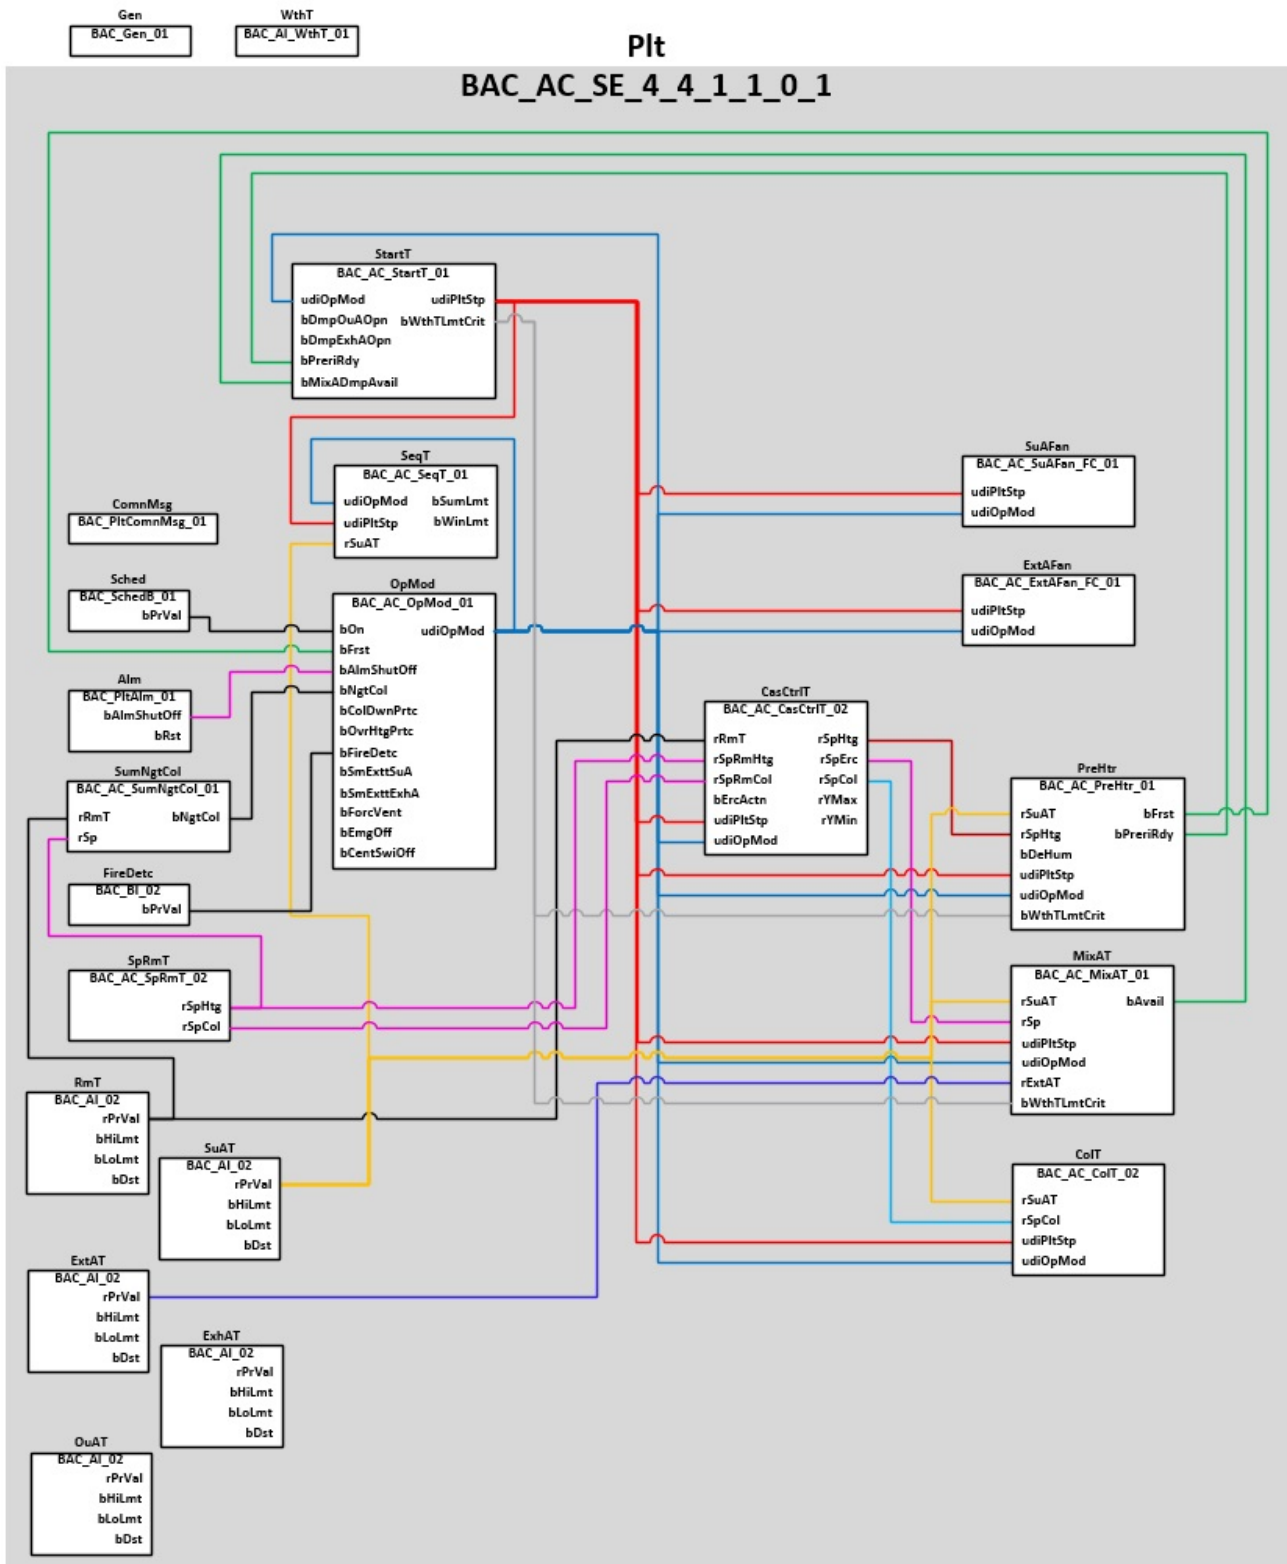 Gen
BAC_Gen_01
WthT
BAC_AI_WthT_01
Plt
BAC_AC_SE_4_4_1_1_0_1
StartT
BAC_AC_StartT_01
udiOpMod udiPltStp
bDmpOuAOpn bWthTLmtCrit
bDmpExhAOpn
bPreriRdy
bMixADmpAvail
SeqT
BAC_AC_SeqT_01
udiOpMod bSumLmt
udiPltStp bWinLmt
rSuAT
SuAFan
BAC_AC_SuAFan_FC_01
udiPltStp
udiOpMod
ComnMsg
BAC_PltComnMsg_01
ExtAFan
BAC_AC_ExtAFan_FC_01
udiPltStp
udiOpMod
Sched
BAC_SchedB_01
bPrVal
OpMod
BAC_AC_OpMod_01
bOn udiOpMod
bFrst
bAlmShutOff
bNgtCol
bColDwnPrtc
bOvrHtgPrtc
bFireDetc
bSmExttSuA
bSmExttExhA
bForcVent
bEmgOff
bCentSwiOff
Alm
BAC_PltAlm_01
bAlmShutOff
bRst
SumNgtCol
BAC_AC_SumNgtCol_01
rRmT bNgtCol
rSp
FireDetc
BAC_BI_02
bPrVal
CasCtrlT
BAC_AC_CasCtrlT_02
rRmT rSpHtg
rSpRmHtg rSpErc
rSpRmCol rSpCol
bErcActn rYMax
udiPltStp rYMin
udiOpMod
PreHtr
BAC_AC_PreHtr_01
rSuAT bFrst
rSpHtg bPreriRdy
bDeHum
udiPltStp
udiOpMod
bWthTLmtCrit
SpRmT
BAC_AC_SpRmT_02
rSpHtg
rSpCol
MixAT
BAC_AC_MixAT_01
rSuAT bAvail
rSp
udiPltStp
udiOpMod
rExtAT
bWthTLmtCrit
RmT
BAC_AI_02
rPrVal
bHiLmt
bLoLmt
bDst
SuAT
BAC_AI_02
rPrVal
bHiLmt
bLoLmt
bDst
ColT
BAC_AC_ColT_02
rSuAT
rSpCol
udiPltStp
udiOpMod
ExtAT
BAC_AI_02
rPrVal
bHiLmt
bLoLmt
bDst
ExhAT
BAC_AI_02
rPrVal
bHiLmt
bLoLmt
bDst
OuAT
BAC_AI_02
rPrVal
bHiLmt
bLoLmt
bDst